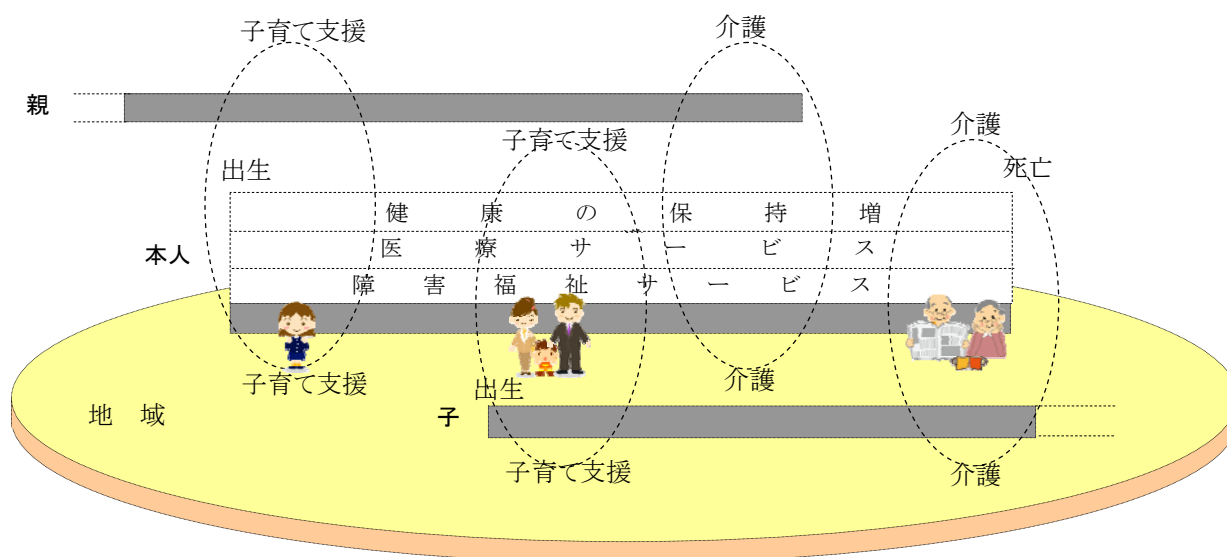 子育て支援
介護
親
介護
子育て支援
出生
死亡
健康の保持増
本人
医療サービス
障害福祉サービス
子育て支援
介護
出生
地域
子
子育て支援
介護